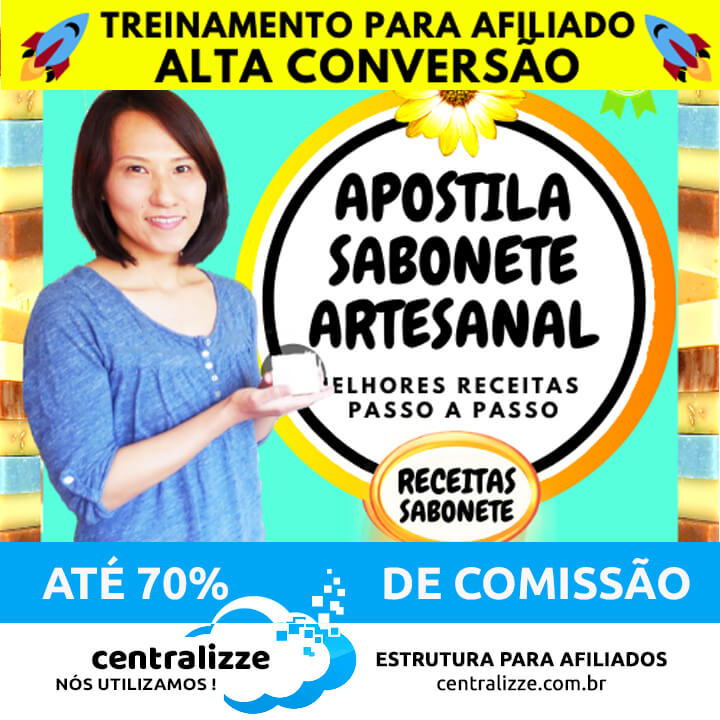 TREINAMENTO PARA AFILIADO
ALTA CONVERSÃO
APOSTILA
SABONETE
ARTESANAL
ELHORES RECEITAS
PASSO A PASSO
RECEITAS
SABONETE
ATÉ 70% DE COMISSÃO
centralizze
NÓS UTILIZAMOS !
ESTRUTURA PARA AFILIADOS
centralizze.com.br